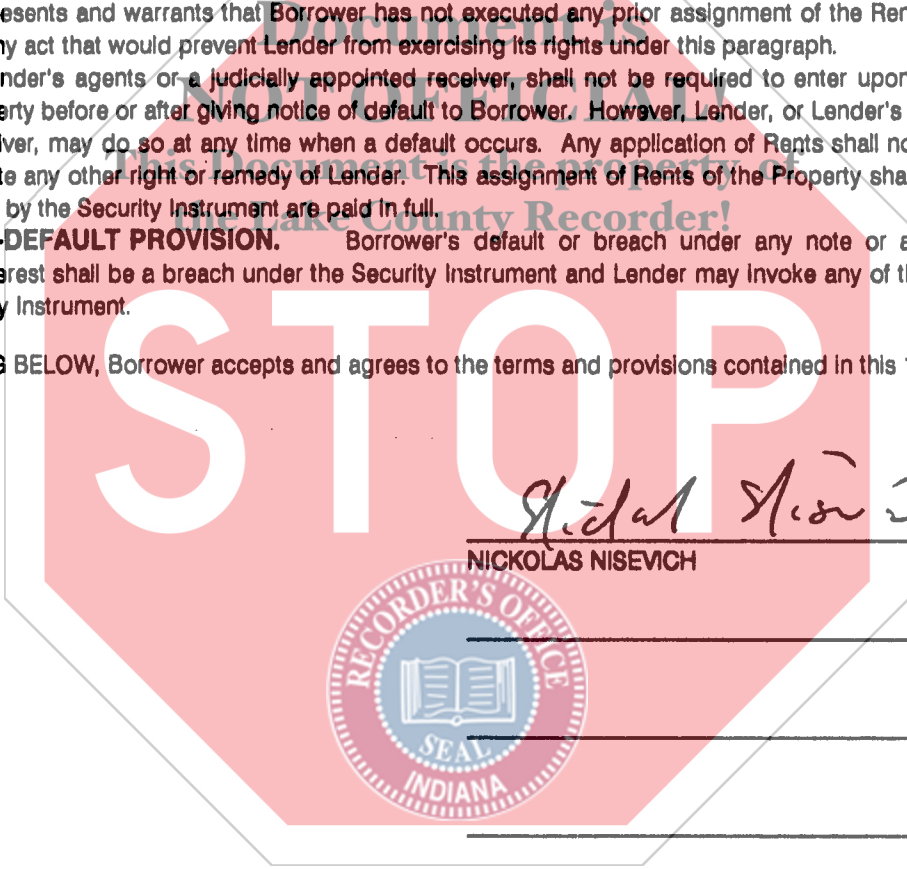 esents and warrants that Borrower has not executed any prior assignment of the Ren
y act that would prevent Lender from exercising its rights under this paragraph.
nder's agents or a judicially appointed receiver, shall not be required to enter upon
erty before or after giving notice of default to Borrower. However, Lender, or Lender's
iver, may do so at any time when a default occurs. Any application of Rents shall no
te any other right or remedy of Lender. This assignment of Rents of the Property sha
by the Security Instrument are paid in full.
-DEFAULT PROVISION. Borrower's default or breach under any note or a
erest shall be a breach under the Security Instrument and Lender may invoke any of th
y Instrument.
G BELOW, Borrower accepts and agrees to the terms and provisions contained in this
NICKOLAS NISEVICH
Document is
NOT OFFICIAL!
This Document is the property of
the Lake County Recorder!
STOP
RECORDER'S OFFICE
SEAL
INDIANA